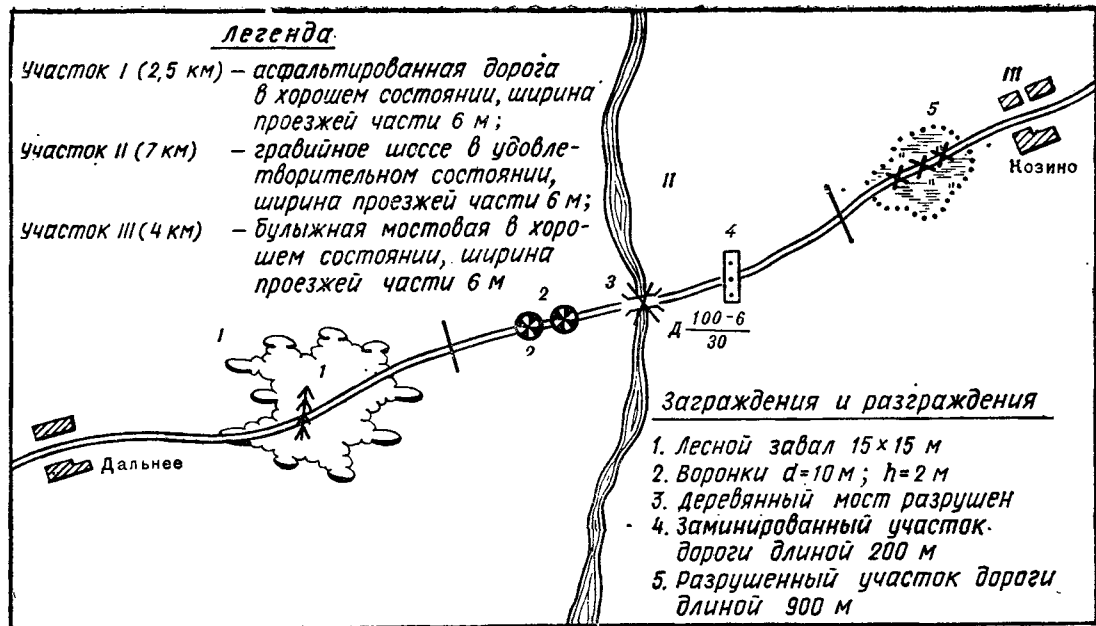 Легенда
Участок I (2,5 км) – асфальтированная дорога
в хорошем состоянии, ширина
проезжей части 6 м;
Участок II (7 км) – гравийное шоссе в удовле-
творительном состоянии,
ширина проезжей части 6 м;
Участок III (4 км) – булыжная мостовая в хоро-
шем состоянии, ширина
проезжей части 6 м
III
5
Козино
II
4
3
2
2
Д 100-6
30
I
1
Дальнее
Заграждения и разграждения
1. Лесной завал 15×15 м
2. Воронки d=10 м; h=2 м
3. Деревянный мост разрушен
4. Заминированный участок
дороги длиной 200 м
5. Разрушенный участок дороги
длиной 900 м